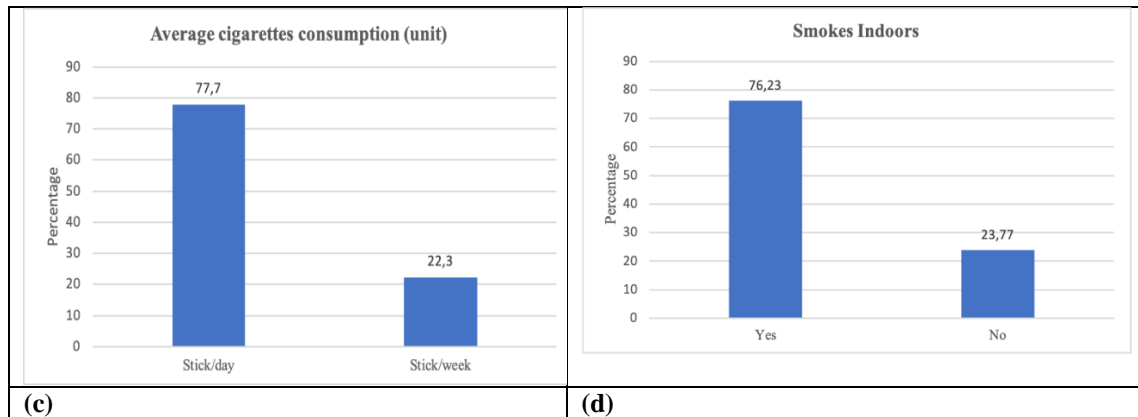 Average cigarettes consumption (unit)
90
80
70
60
50
40
30
20
10
0
Percentage
77,7
22,3
Stick/day
Stick/week
(c)
Smokes Indoors
90
80
70
60
50
40
30
20
10
0
Percentage
76,23
23,77
Yes
No
(d)